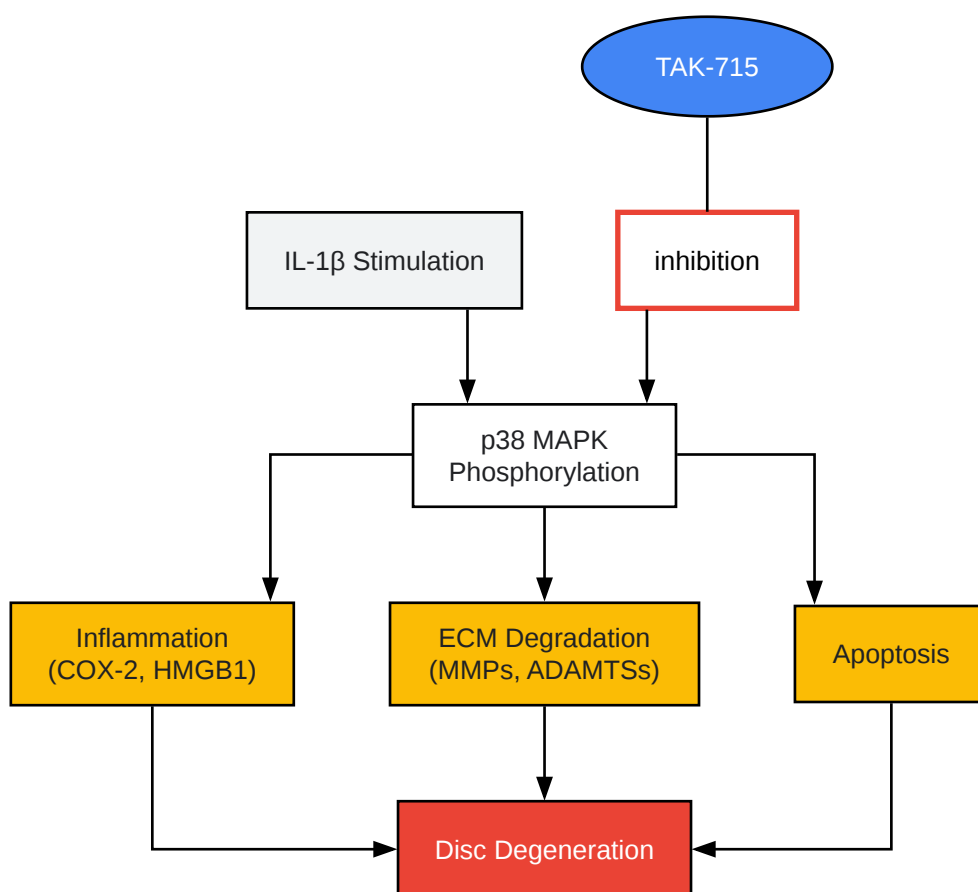 TAK-715
IL-1β Stimulation
inhibition
p38 MAPK
Phosphorylation
Inflammation
(COX-2, HMGB1)
ECM Degradation
(MMPs, ADAMTSs)
Apoptosis
Disc Degeneration